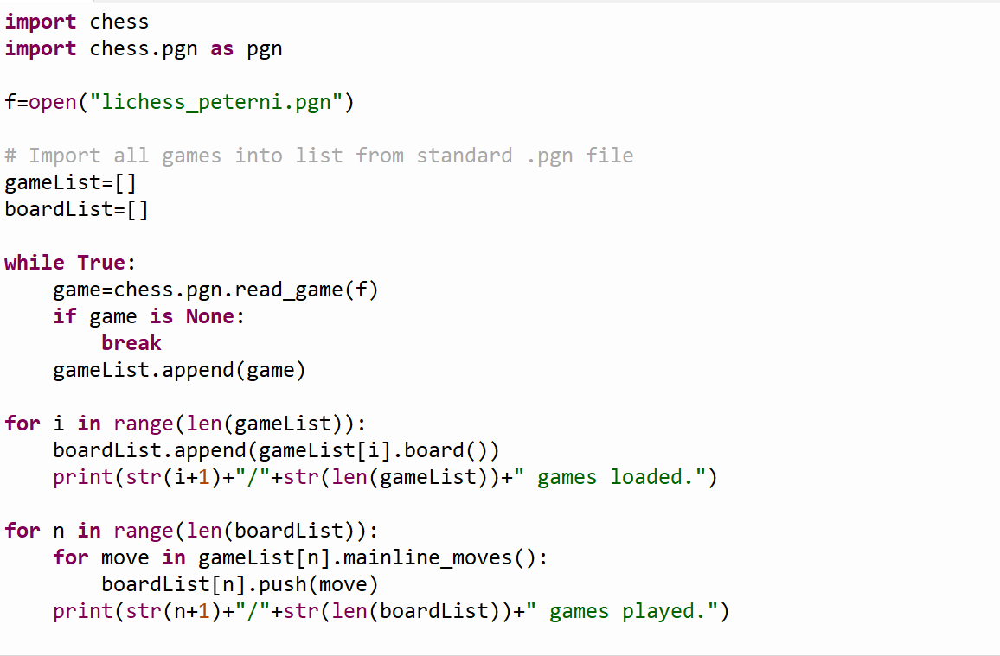 import chess
import chess.pgn as pgn
f=open("lichess_peterni.pgn")
# Import all games into list from standard .pgn file
gameList=[]
boardList=[]
while True:
    game=chess.pgn.read_game(f)
    if game is None:
        break
    gameList.append(game)
for i in range(len(gameList)):
    boardList.append(gameList[i].board())
    print(str(i+1)+"/"+str(len(gameList))+" games loaded.")
for n in range(len(boardList)):
    for move in gameList[n].mainline_moves():
        boardList[n].push(move)
    print(str(n+1)+"/"+str(len(boardList))+" games played.")